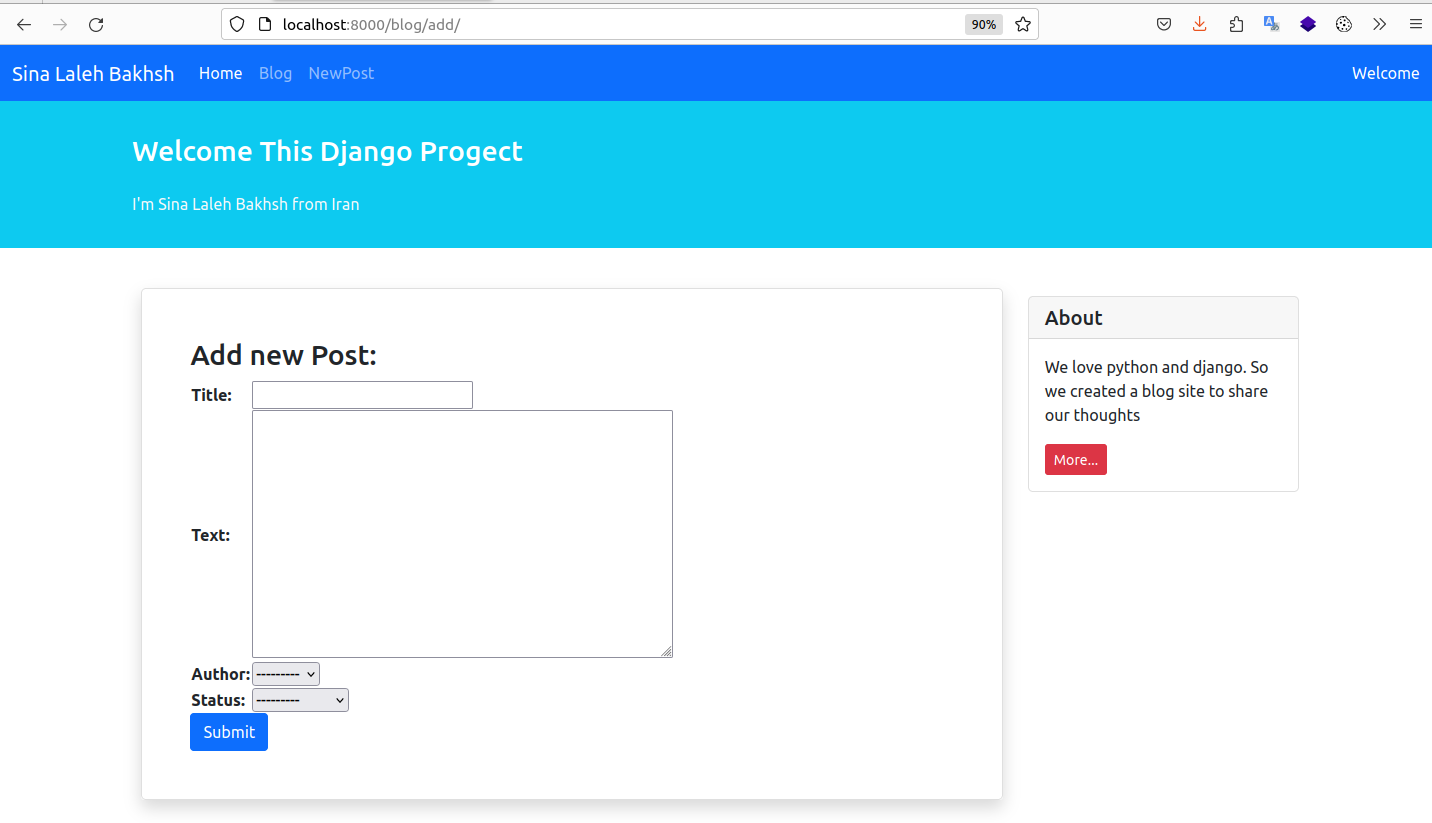 localhost:8000/blog/add/
90%
Sina Laleh Bakhsh Home Blog NewPost Welcome
Welcome This Django Progect
I'm Sina Laleh Bakhsh from Iran
Add new Post:
Title:
Text:
Author: ---------
Status: ---------
Submit
About
We love python and django. So
we created a blog site to share
our thoughts
More...